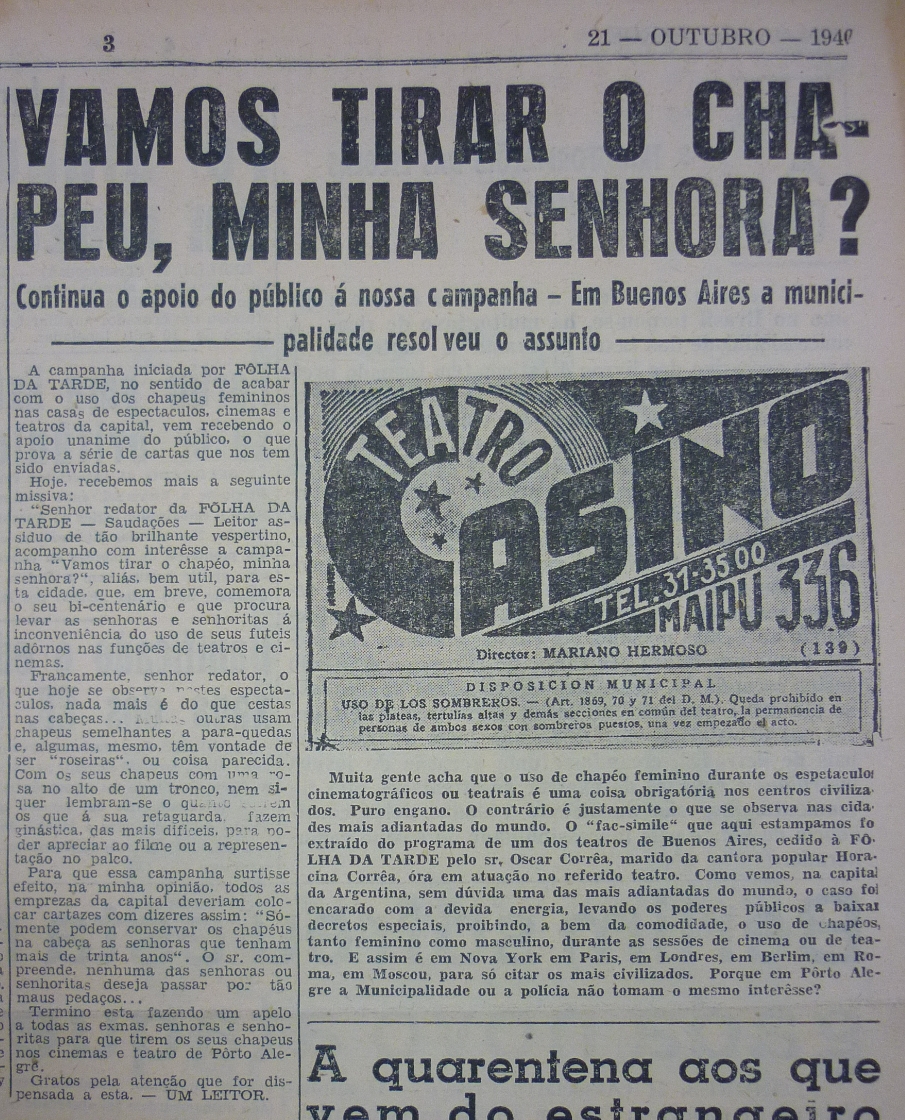 3
21 — OUTUBRO — 1940
VAMOS TIRAR O CHA-
PEU, MINHA SENHORA?
Continua o apoio do público á nossa campanha – Em Buenos Aires a munici-
palidade resolveu o assunto
A campanha iniciada por FÔLHA
DA TARDE, no sentido de acabar
com o uso dos chapeus femininos
nas casas de espectaculos, cinemas e
teatros da capital, vem recebendo o
apoio unanime do público, o que
prova a série de cartas que nos tem
sido enviadas.
Hoje, recebemos mais a seguinte
missiva:
"Senhor redator da FÔLHA DA
TARDE — Saudações — Leitor as-
siduo de tão brilhante vespertino,
acompanho com interêsse a campa-
nha "Vamos tirar o chapéo, minha
senhora?", aliás, bem util, para es-
ta cidade, que, em breve, comemora
o seu bi-centenário e que procura
levar as senhoras e senhoritas á
inconveniência do uso de seus futeis
adôrnos nas funções de teatros e ci-
nemas.
Francamente, senhor redator, o
que hoje se observa nestes especta-
culos, nada mais é do que cestas
nas cabeças... outras usam
chapeus semelhantes a para-quedas
e, algumas, mesmo, têm vontade de
ser "roseiras", ou coisa parecida.
Com os seus chapeus com uma ro-
sa no alto de um tronco, nem si-
quer lembram-se o
os que á sua retaguarda, fazem
ginástica, das mais dificeis, para po-
der apreciar ao filme ou a represen-
tação no palco.
Para que essa campanha surtisse
efeito, na minha opinião, todos as
emprezas da capital deveriam colo-
car cartazes com dizeres assim: "Só-
mente podem conservar os chapéus
na cabeça as senhoras que tenham
mais de trinta anos". O sr. com-
preende, nenhuma das senhoras ou
senhoritas deseja passar por tão
maus pedaços...
Termino esta fazendo um apelo
a todas as exmas. senhoras e senho-
ritas para que tirem os seus chapeus
nos cinemas e teatro de Pôrto Ale-
gre.
Gratos pela atenção que for dis-
pensada a esta. — UM LEITOR.
TEATRO
CASINO
TEL. 31-35.00
MAIPU 336
Director: MARIANO HERMOSO (139)
DISPOSICION MUNICIPAL
USO DE LOS SOMBREROS. — (Art. 1869, 70 y 71 del D. M.). Queda prohibido en
las plateas, tertulias altas y demás secciones en común del teatro, la permanencia de
personas de ambos sexos con sombreros puestos, una vez empezado el acto.
Muita gente acha que o uso de chapéo feminino durante os espetaculos
cinematográficos ou teatrais é uma coisa obrigatória nos centros civiliza-
dos. Puro engano. O contrário é justamente o que se observa nas cida-
des mais adiantadas do mundo. O "fac-simile" que aqui estampamos fo
extraído do programa de um dos teatros de Buenos Aires, cedido à FÔ-
LHA DA TARDE pelo sr. Oscar Corrêa, marido da cantora popular Hora-
cina Corrêa, óra em atuação no referido teatro. Como vemos, na capital
da Argentina, sem dúvida uma das mais adiantadas do mundo, o caso foi
encarado com a devida energia, levando os poderes públicos a baixar
decretos especiais, proibindo, a bem da comodidade, o uso de chapéos,
tanto feminino como masculino, durante as sessões de cinema ou de tea-
tro. E assim é em Nova York em Paris, em Londres, em Berlim, em Ro-
ma, em Moscou, para só citar os mais civilizados. Porque em Pôrto Ale-
gre a Municipalidade ou a polícia não tomam o mesmo interêsse?
A quarentena aos que
vem do estrangeiro